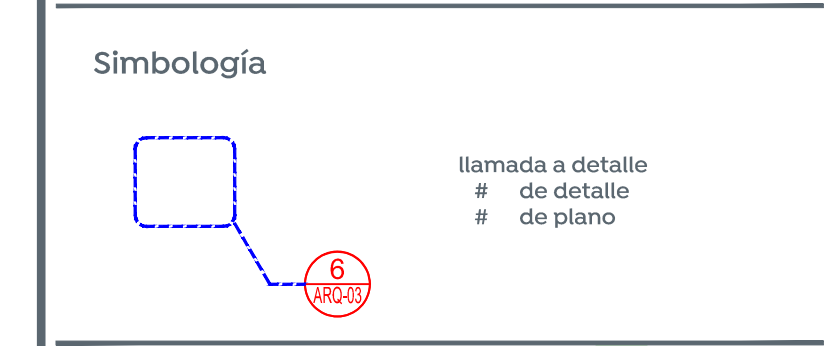 Simbología
llamada a detalle
# de detalle
# de plano
6
ARQ-03